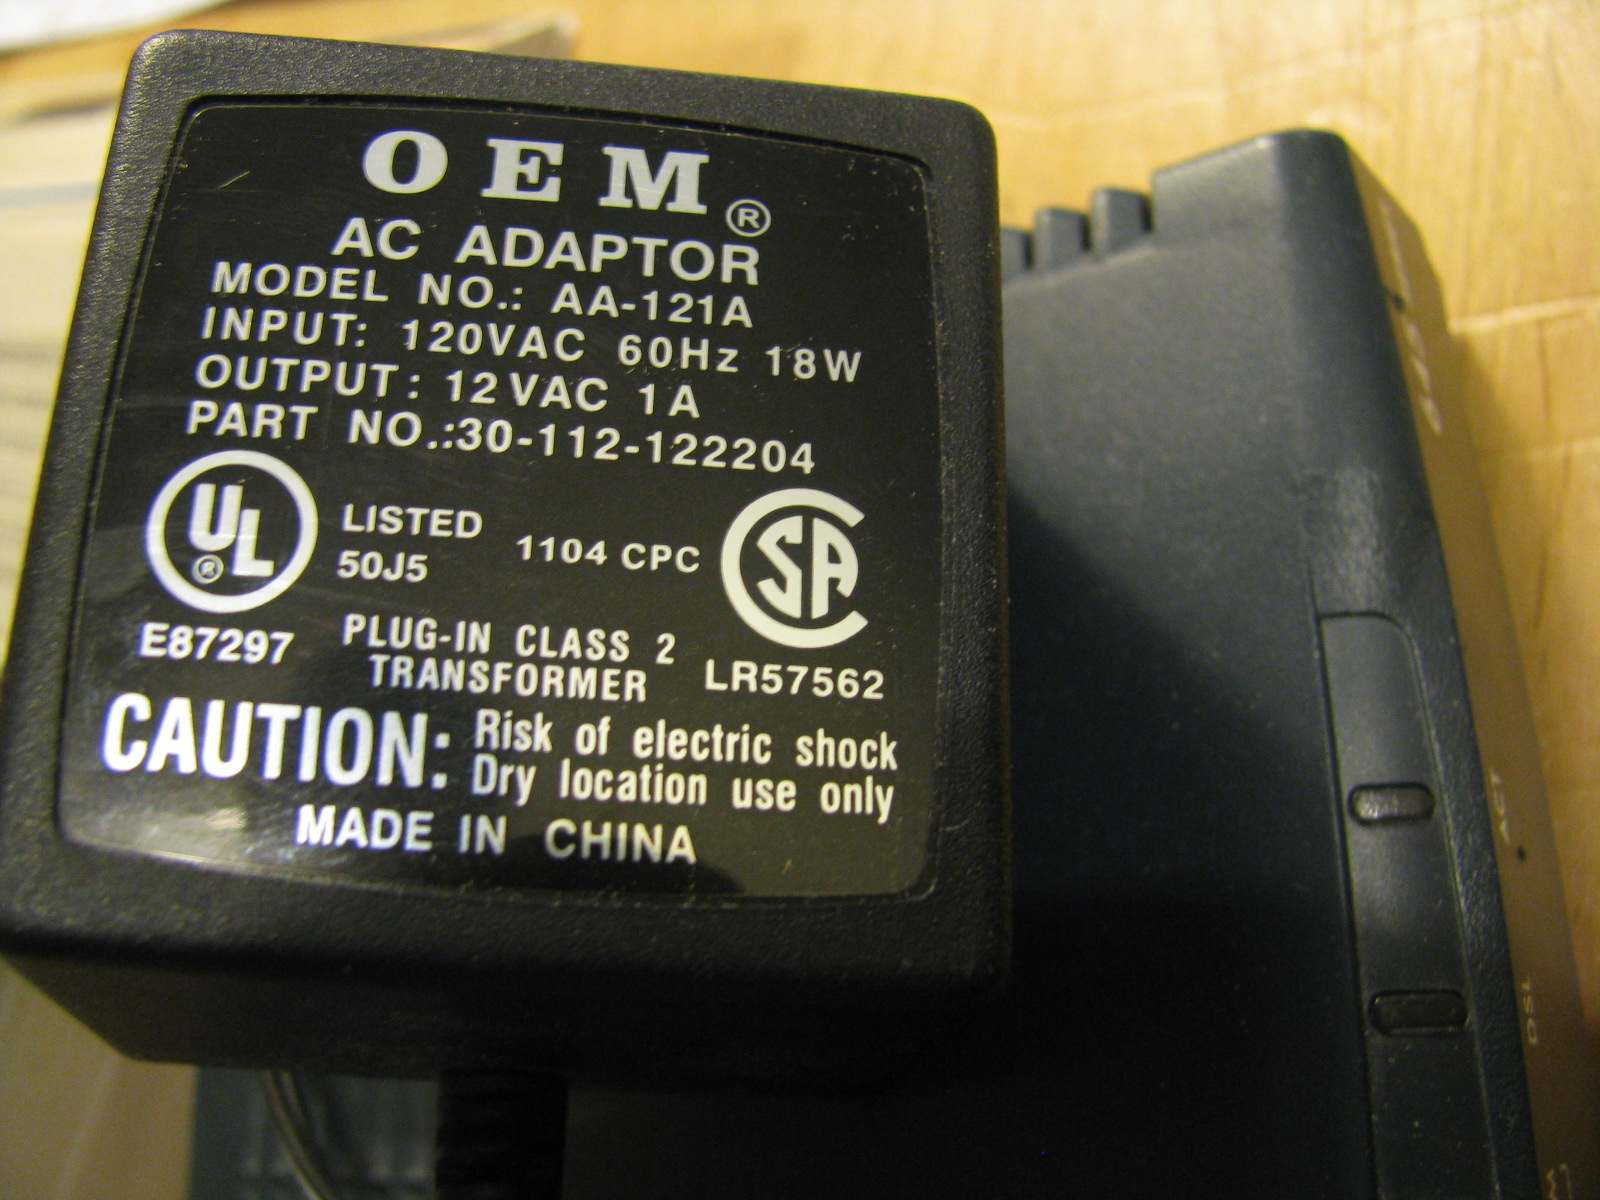 OEM®
AC ADAPTOR
MODEL NO.: AA-121A
INPUT: 120VAC 60Hz 18W
OUTPUT: 12VAC 1A
PART NO.:30-112-122204
UL®
LISTED
50J5
1104 CPC
SA
E87297
PLUG-IN CLASS 2
TRANSFORMER
LR57562
CAUTION: Risk of electric shock
Dry location use only
MADE IN CHINA
ACT
DSL